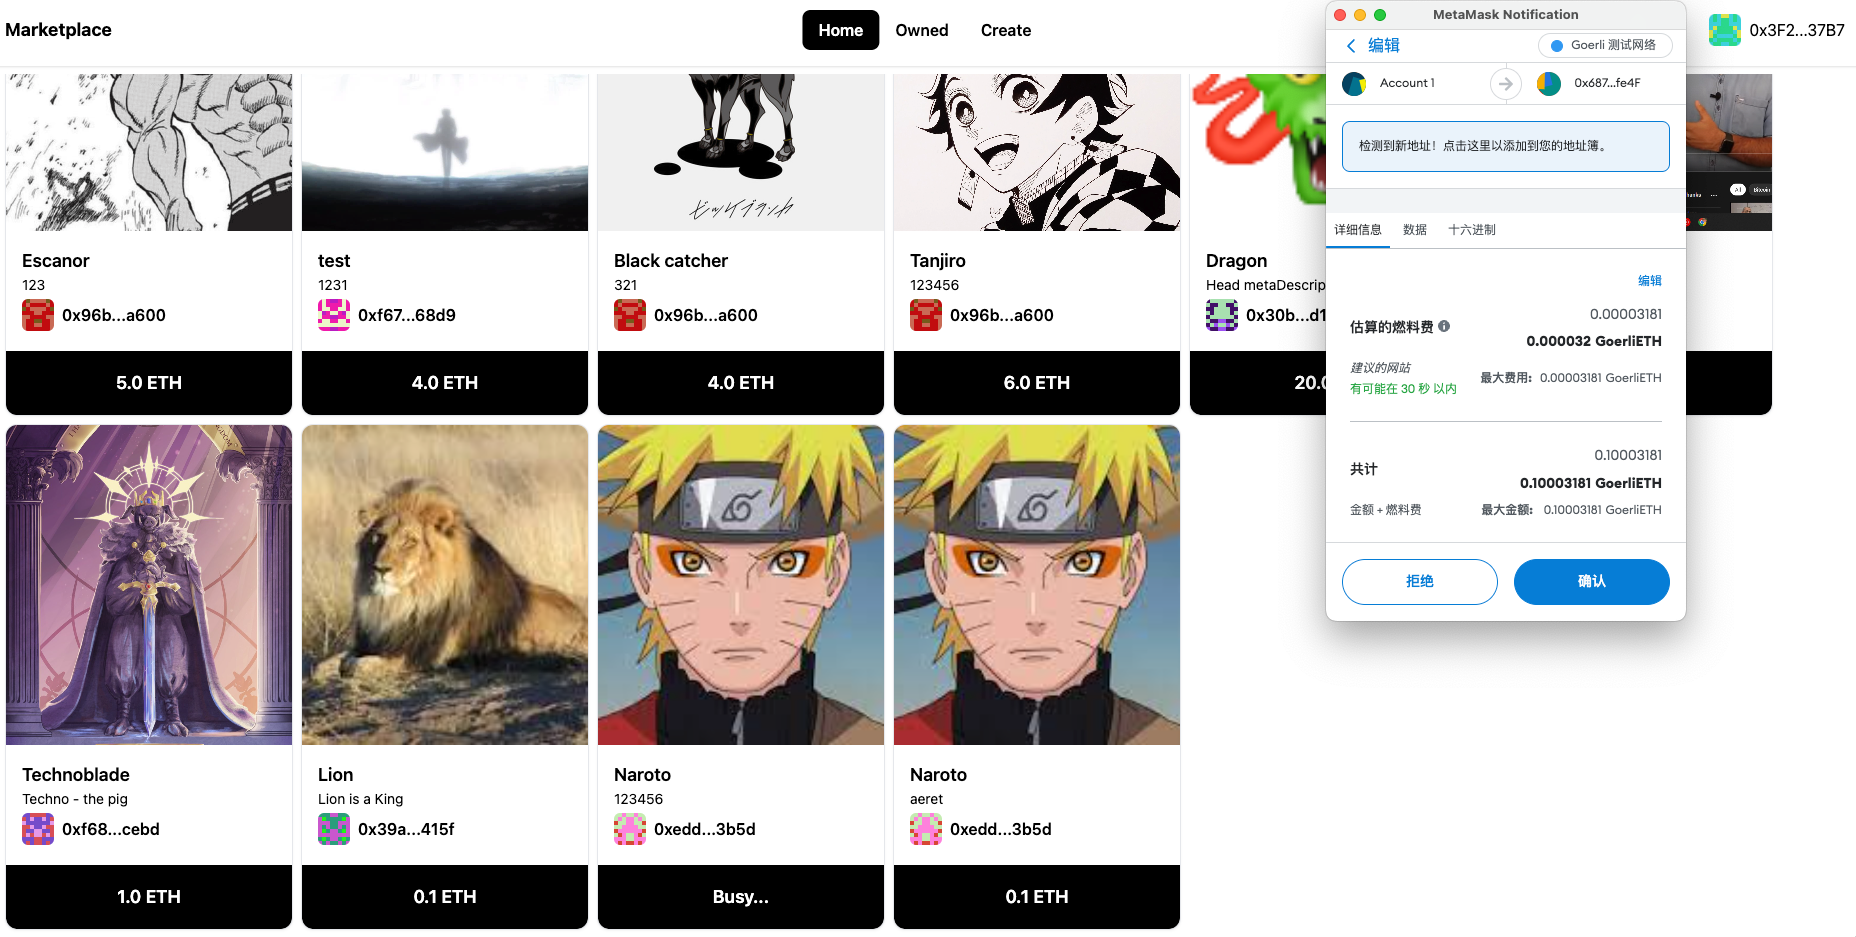 Marketplace
Home
Owned
Create
0x3F2...37B7
Escanor
123
0x96b...a600
5.0 ETH
test
1231
0xf67...68d9
4.0 ETH
Black catcher
321
0x96b...a600
4.0 ETH
Tanjiro
123456
0x96b...a600
6.0 ETH
Dragon
Head metaDescrip
0x30b...d1
20.0
All
Bitcoin
Technoblade
Techno - the pig
0xf68...cebd
1.0 ETH
Lion
Lion is a King
0x39a...415f
0.1 ETH
Naroto
123456
0xedd...3b5d
Busy...
Naroto
aeret
0xedd...3b5d
0.1 ETH
MetaMask Notification
编辑
Goerli 测试网络
Account 1
0x687...fe4F
检测到新地址！点击这里以添加到您的地址簿。
详细信息
数据
十六进制
编辑
0.00003181
估算的燃料费
0.000032 GoerliETH
建议的网站
有可能在 30 秒 以内
最大费用: 0.00003181 GoerliETH
0.10003181
共计
0.10003181 GoerliETH
金额 + 燃料费
最大金额: 0.10003181 GoerliETH
拒绝
确认